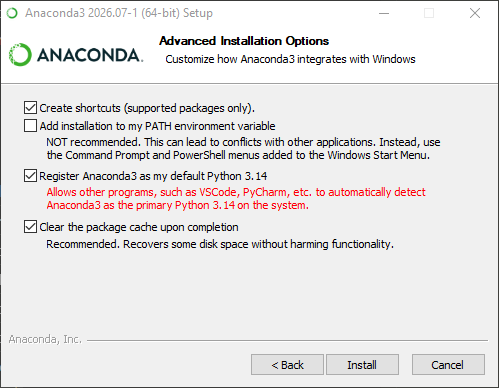 Anaconda3 2026.07-1 (64-bit) Setup
ANACONDA.
Advanced Installation Options
Customize how Anaconda3 integrates with Windows
Create shortcuts (supported packages only).
Add installation to my PATH environment variable
NOT recommended. This can lead to conflicts with other applications. Instead, use
the Command Prompt and PowerShell menus added to the Windows Start Menu.
Register Anaconda3 as my default Python 3.14
Allows other programs, such as VSCode, PyCharm, etc. to automatically detect
Anaconda3 as the primary Python 3.14 on the system.
Clear the package cache upon completion
Recommended. Recovers some disk space without harming functionality.
Anaconda, Inc.
< Back
Install
Cancel